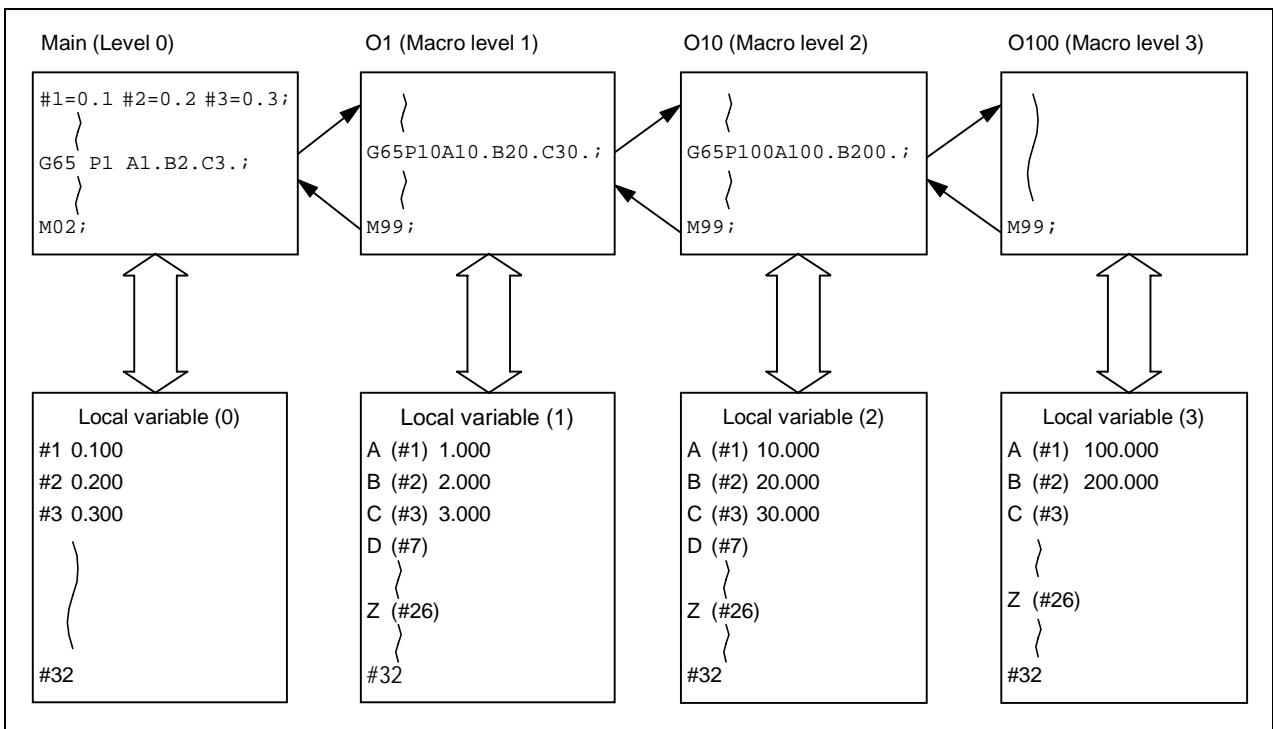 Main (Level 0)
#1=0.1 #2=0.2 #3=0.3;
G65 P1 A1.B2.C3.;
M02;
O1 (Macro level 1)
G65P10A10.B20.C30.;
M99;
O10 (Macro level 2)
G65P100A100.B200.;
M99;
O100 (Macro level 3)
M99;
Local variable (0)
#1 0.100
#2 0.200
#3 0.300
#32
Local variable (1)
A (#1) 1.000
B (#2) 2.000
C (#3) 3.000
D (#7)
Z (#26)
#32
Local variable (2)
A (#1) 10.000
B (#2) 20.000
C (#3) 30.000
D (#7)
Z (#26)
#32
Local variable (3)
A (#1) 100.000
B (#2) 200.000
C (#3)
Z (#26)
#32